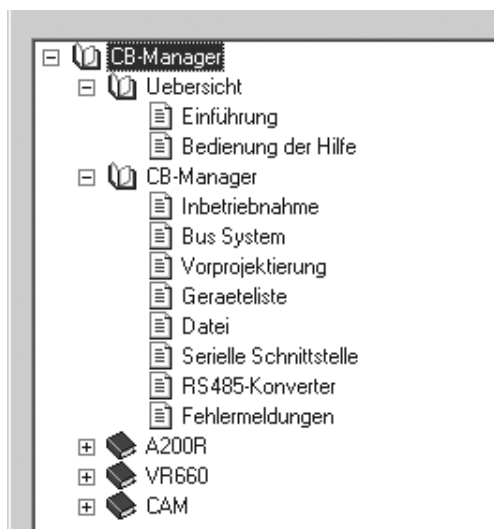 CB-Manager
Uebersicht
Einführung
Bedienung der Hilfe
CB-Manager
Inbetriebnahme
Bus System
Vorprojektierung
Geraeteliste
Datei
Serielle Schnittstelle
RS485-Konverter
Fehlermeldungen
A200R
VR660
CAM